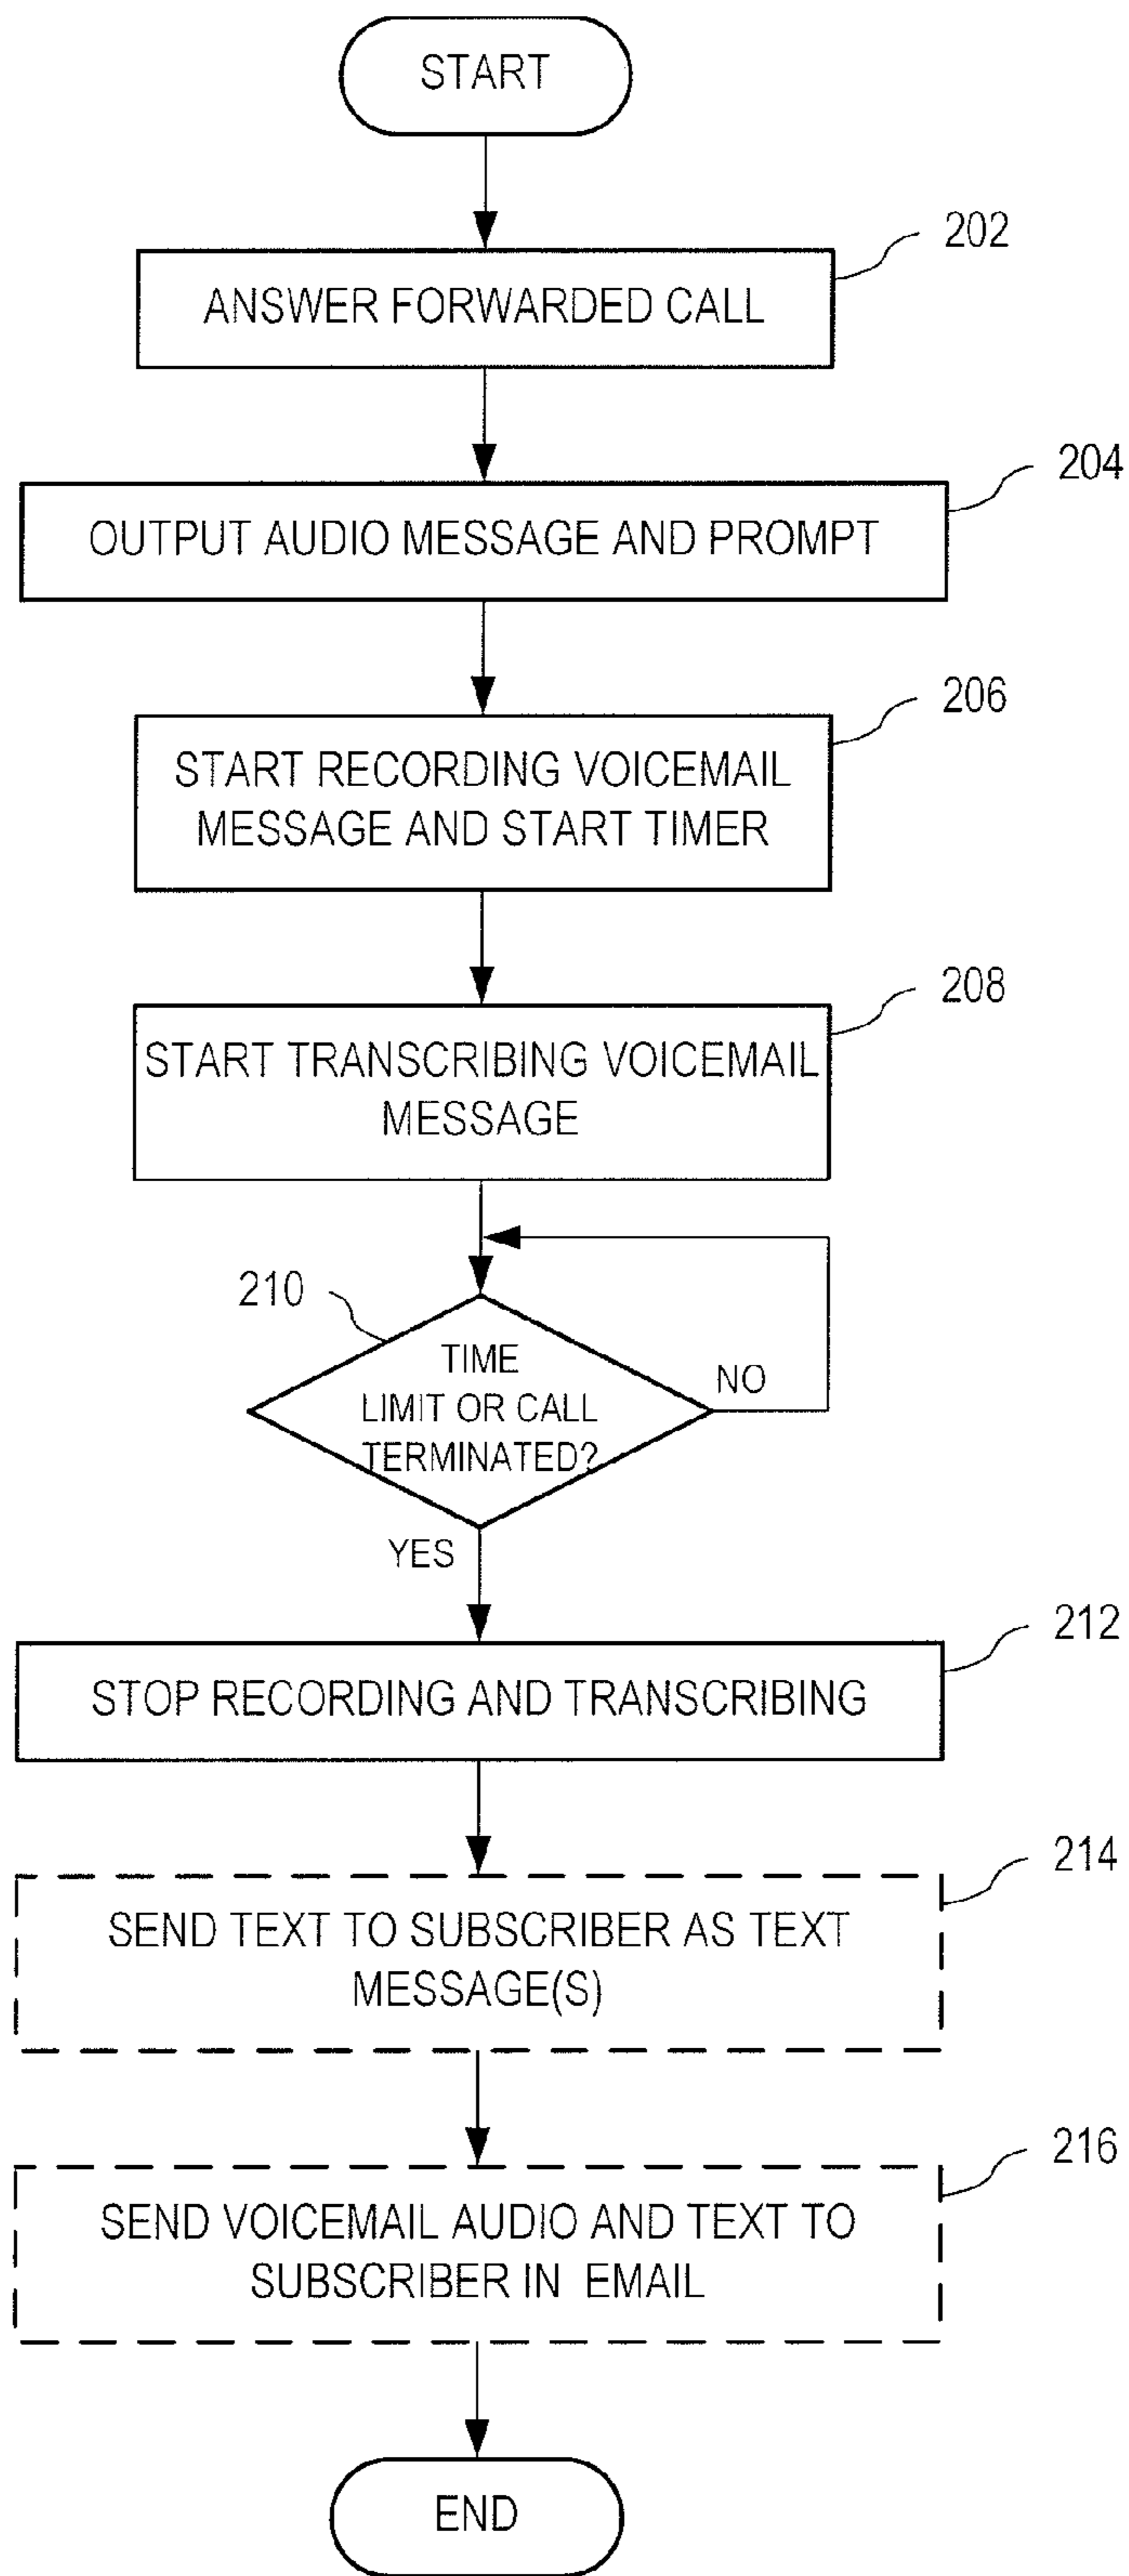 START
202
ANSWER FORWARDED CALL
204
OUTPUT AUDIO MESSAGE AND PROMPT
206
START RECORDING VOICEMAIL
MESSAGE AND START TIMER
208
START TRANSCRIBING VOICEMAIL
MESSAGE
210
TIME
LIMIT OR CALL
TERMINATED?
NO
YES
212
STOP RECORDING AND TRANSCRIBING
214
SEND TEXT TO SUBSCRIBER AS TEXT
MESSAGE(S)
216
SEND VOICEMAIL AUDIO AND TEXT TO
SUBSCRIBER IN EMAIL
END